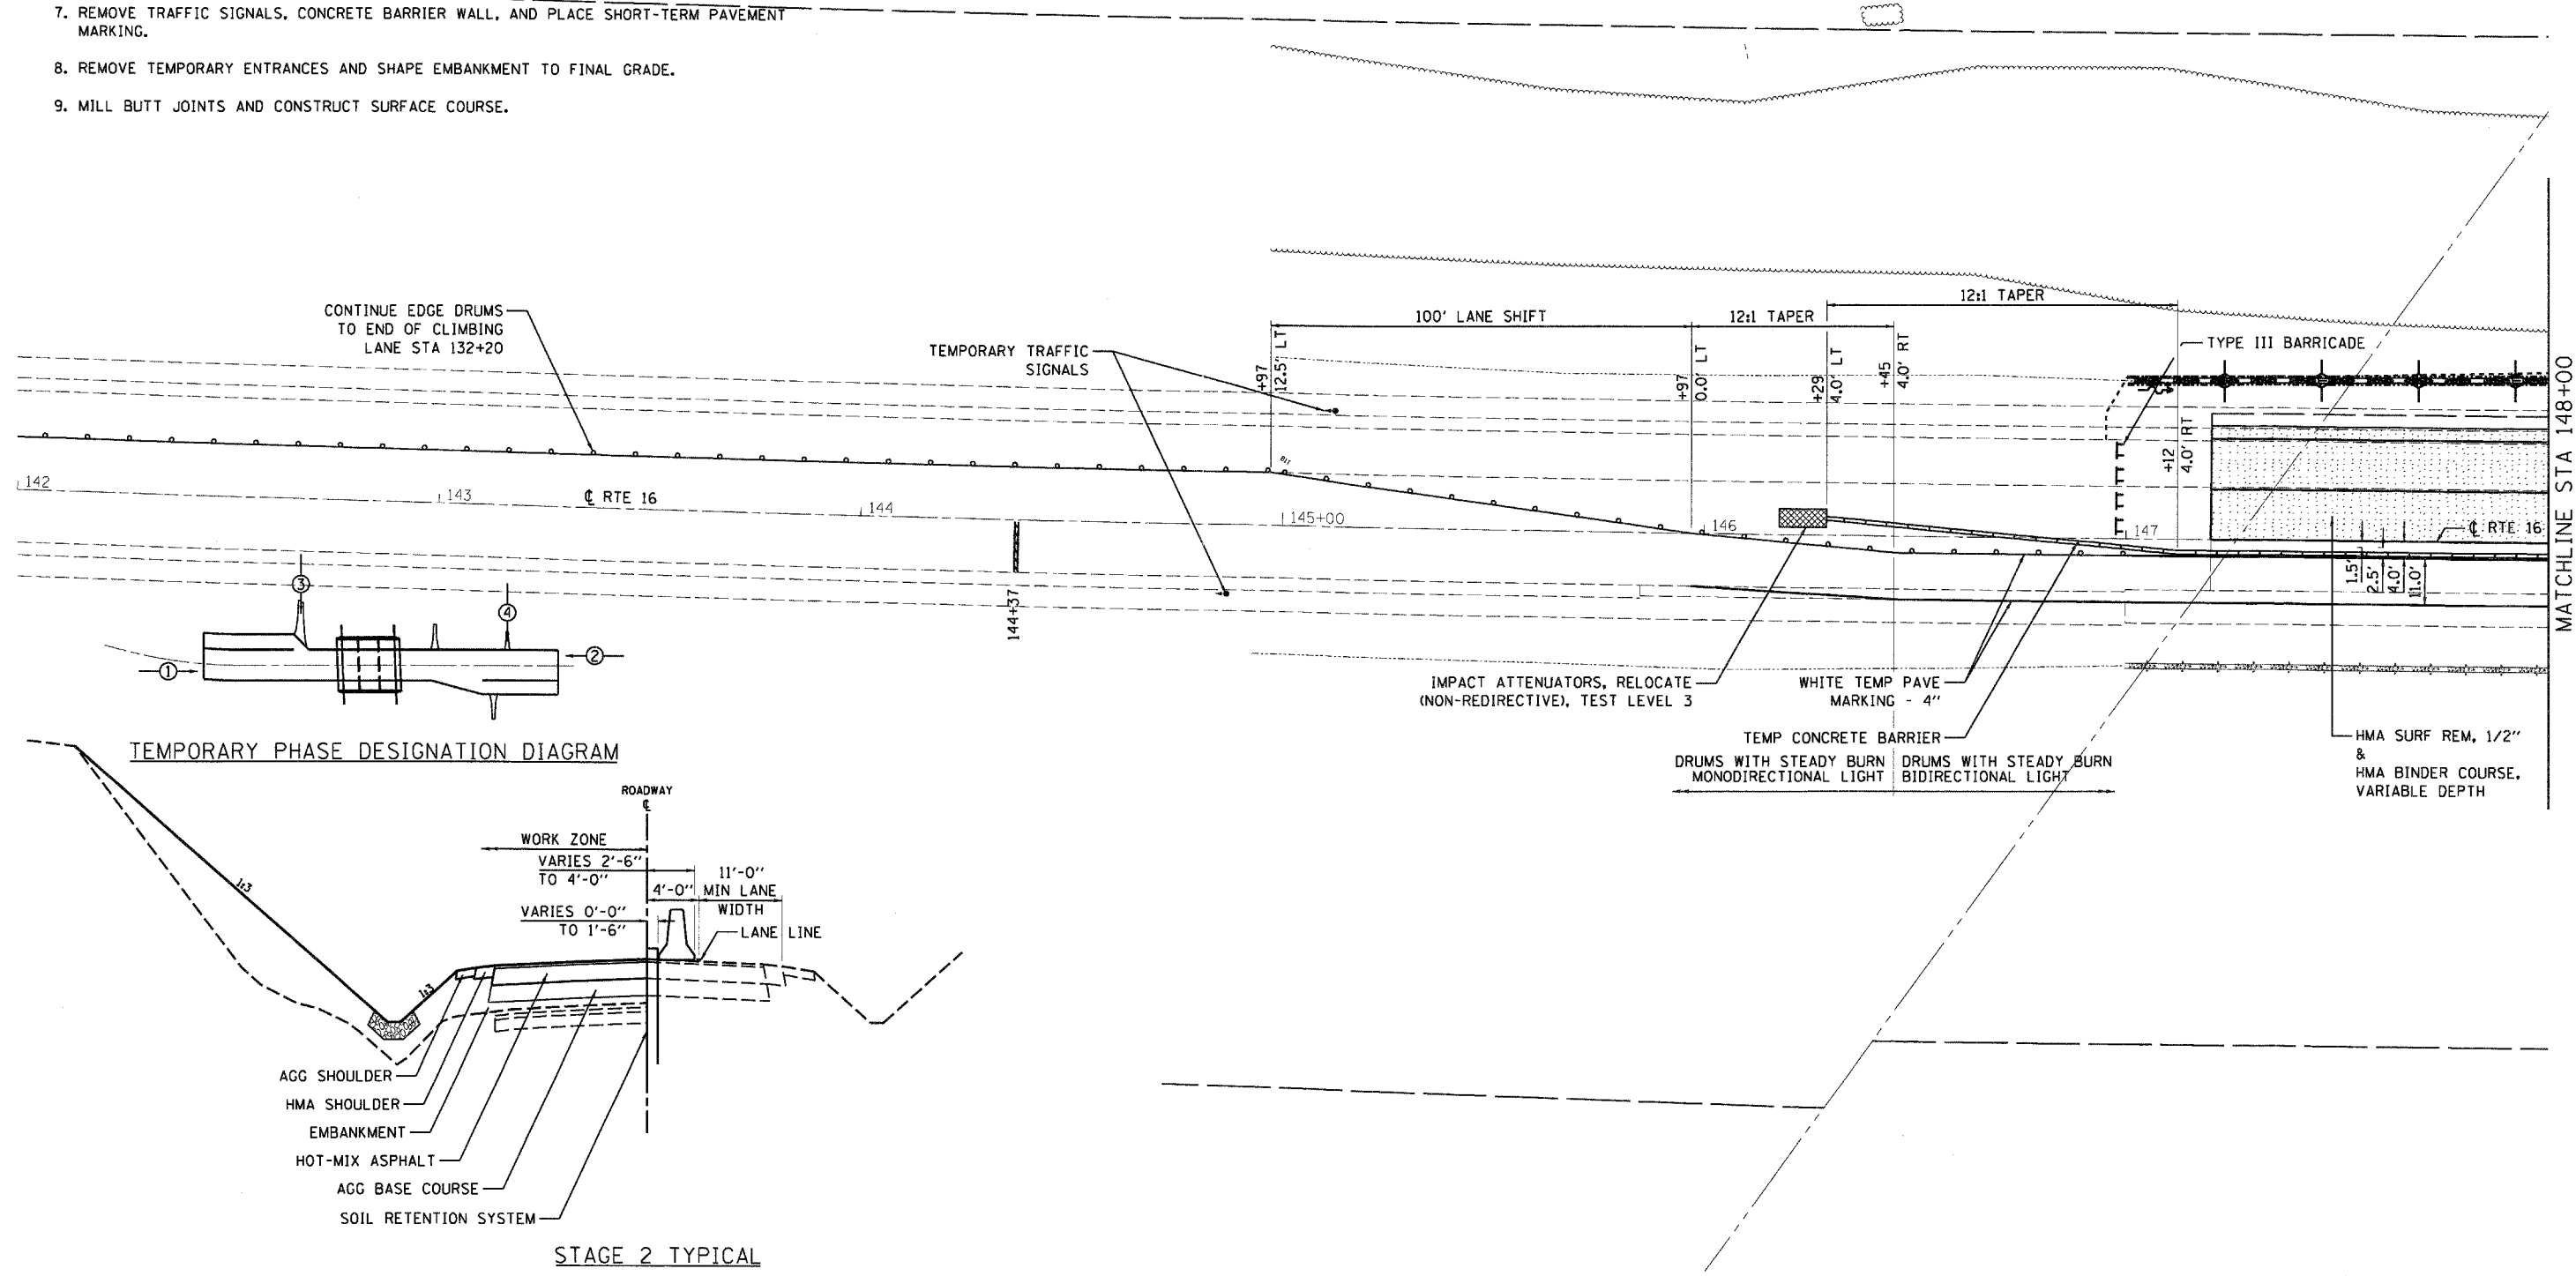 7. REMOVE TRAFFIC SIGNALS, CONCRETE BARRIER WALL, AND PLACE SHORT-TERM PAVEMENT
MARKING.
8. REMOVE TEMPORARY ENTRANCES AND SHAPE EMBANKMENT TO FINAL GRADE.
9. MILL BUTT JOINTS AND CONSTRUCT SURFACE COURSE.
CONTINUE EDGE DRUMS
TO END OF CLIMBING
LANE STA 132+20
TEMPORARY TRAFFIC
SIGNALS
100' LANE SHIFT
12:1 TAPER
12:1 TAPER
+97
12.5' LT
+97
0.0' LT
+29
4.0' LT
+45
4.0' RT
+12
4.0' RT
TYPE III BARRICADE
MATCHLINE STA 148+00
142
143
℄ RTE 16
144
145+00
146
147
℄ RTE 16
BIT
144+37
1.5'
2.5'
4.0'
11.0'
3
4
1
2
TEMPORARY PHASE DESIGNATION DIAGRAM
IMPACT ATTENUATORS, RELOCATE
(NON-REDIRECTIVE), TEST LEVEL 3
WHITE TEMP PAVE
MARKING - 4"
TEMP CONCRETE BARRIER
DRUMS WITH STEADY BURN
MONODIRECTIONAL LIGHT
DRUMS WITH STEADY BURN
BIDIRECTIONAL LIGHT
HMA SURF REM, 1/2"
&
HMA BINDER COURSE,
VARIABLE DEPTH
ROADWAY
℄
WORK ZONE
VARIES 2'-6"
TO 4'-0"
11'-0"
4'-0" MIN LANE
WIDTH
VARIES 0'-0"
TO 1'-6"
LANE LINE
1:3
1:3
AGG SHOULDER
HMA SHOULDER
EMBANKMENT
HOT-MIX ASPHALT
AGG BASE COURSE
SOIL RETENTION SYSTEM
STAGE 2 TYPICAL